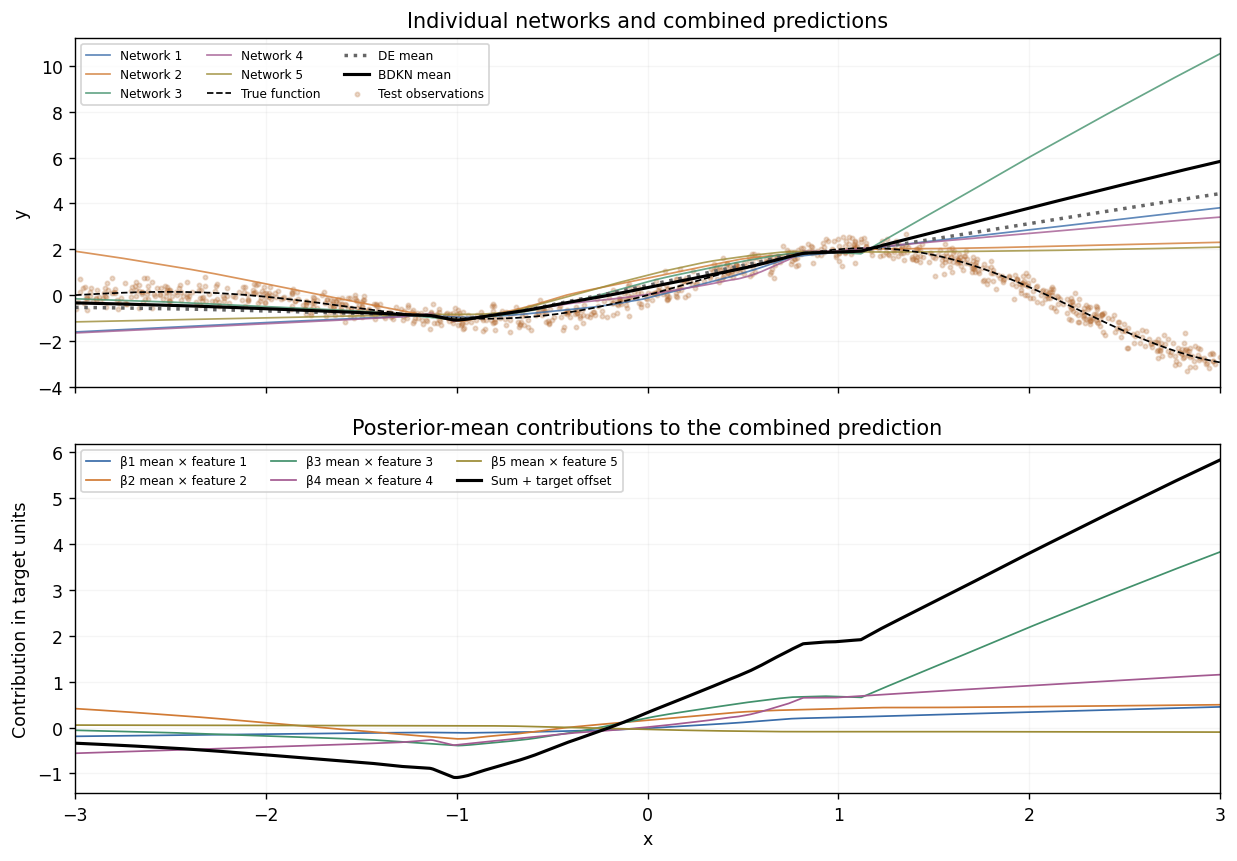 Individual networks and combined predictions
Network 1 Network 4 DE mean
Network 2 Network 5 BDKN mean
Network 3 True function Test observations
10
8
6
4
2
0
−2
−4
y
Posterior-mean contributions to the combined prediction
β1 mean × feature 1 β3 mean × feature 3 β5 mean × feature 5
β2 mean × feature 2 β4 mean × feature 4 Sum + target offset
6
5
4
3
2
1
0
−1
Contribution in target units
−3 −2 −1 0 1 2 3
x